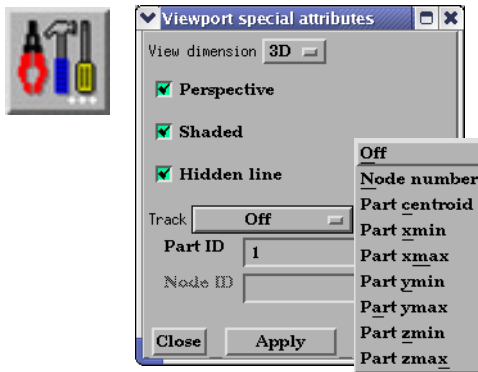 Viewport special attributes
View dimension 3D
Perspective
Shaded
Hidden line
Track Off
Part ID 1
Node ID
Close Apply
Off
Node number
Part centroid
Part xmin
Part xmax
Part ymin
Part ymax
Part zmin
Part zmax